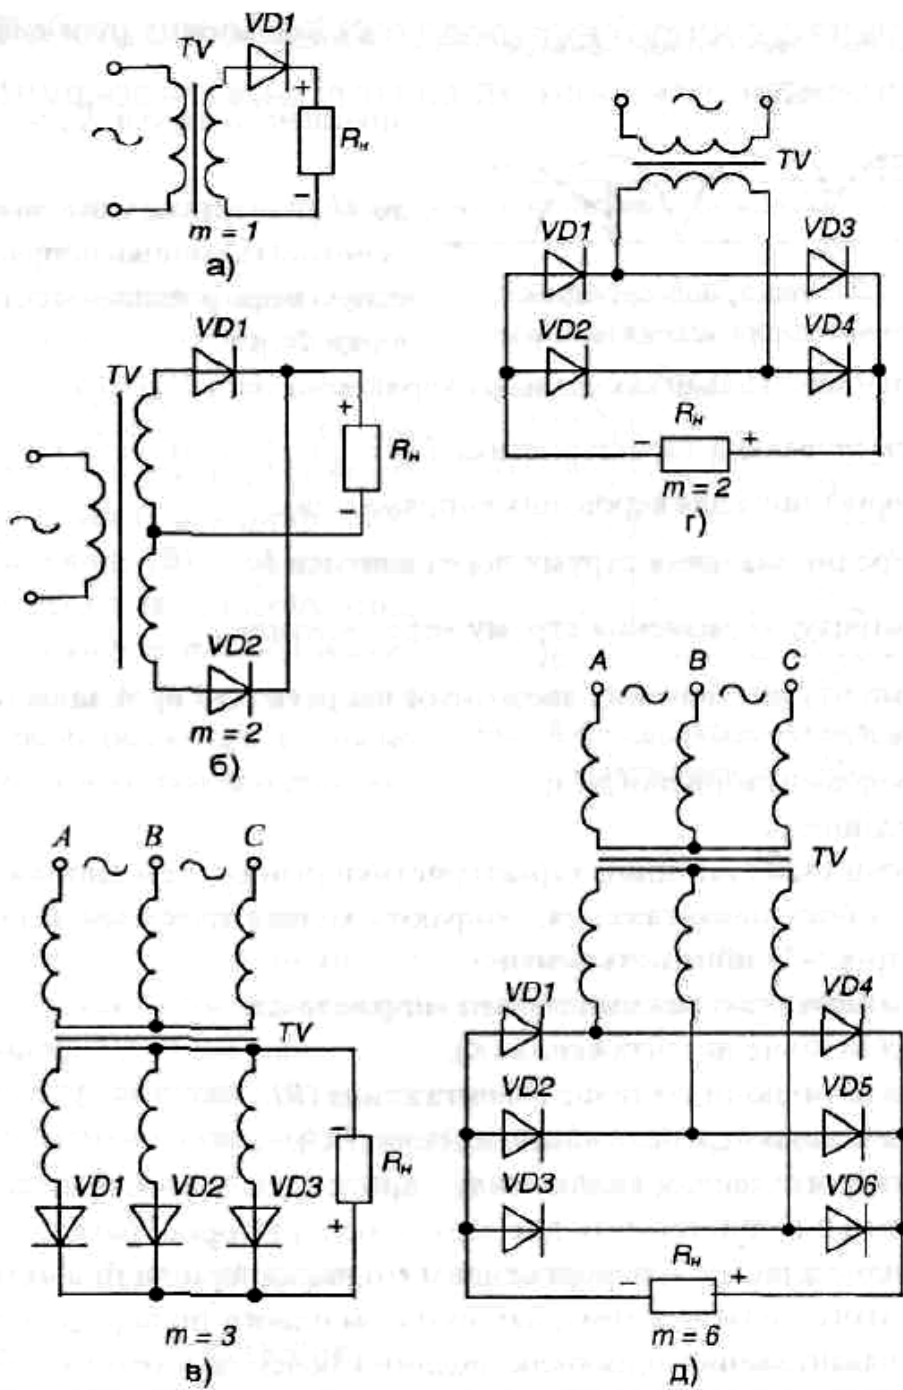 VD1
TV
+
Rн
−
m = 1
а)
VD1
TV
+
Rн
−
VD2
m = 2
б)
A B C
TV
VD1 VD2 VD3
−
Rн
+
m = 3
в)
TV
VD1 VD3
VD2 VD4
Rн
− +
m = 2
г)
A B C
TV
VD1 VD4
VD2 VD5
VD3 VD6
Rн
− +
m = 6
д)